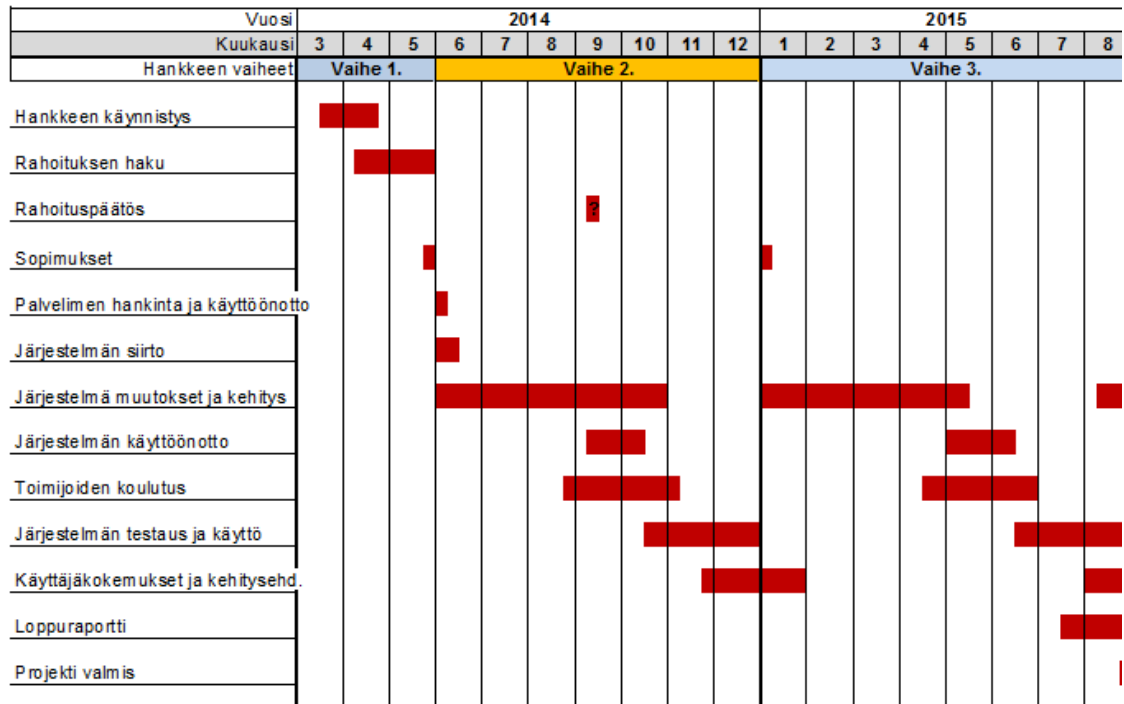 Vuosi 2014 2015
Kuukausi 3 4 5 6 7 8 9 10 11 12 1 2 3 4 5 6 7 8
Hankkeen vaiheet Vaihe 1. Vaihe 2. Vaihe 3.
Hankkeen käynnistys
Rahoituksen haku
Rahoituspäätös ?
Sopimukset
Palvelimen hankinta ja käyttöönotto
Järjestelmän siirto
Järjestelmä muutokset ja kehitys
Järjestelmän käyttöönotto
Toimijoiden koulutus
Järjestelmän testaus ja käyttö
Käyttäjäkokemukset ja kehitysehd.
Loppuraportti
Projekti valmis